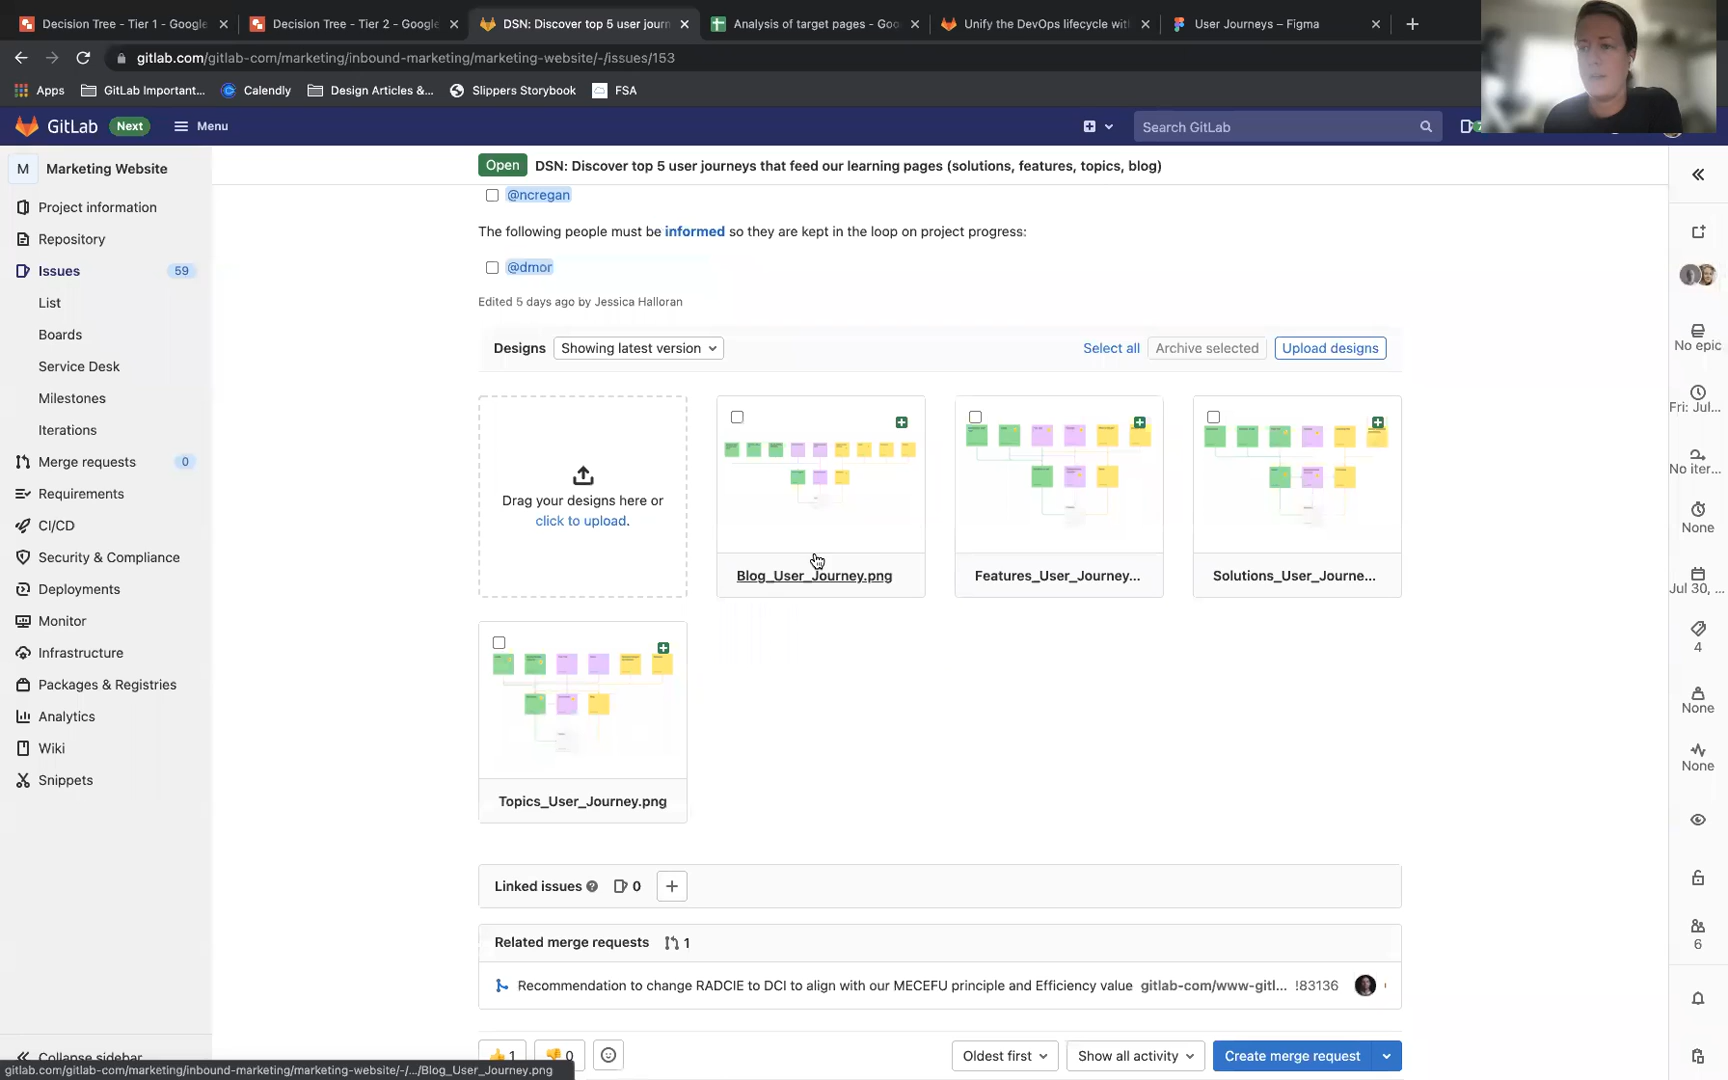 Decision Tree - Tier 1 - Google
Decision Tree - Tier 2 - Google
DSN: Discover top 5 user journ
Analysis of target pages - Goo
Unify the DevOps lifecycle wit
User Journeys – Figma
gitlab.com/gitlab-com/marketing/inbound-marketing/marketing-website/-/issues/153
Apps
GitLab Important...
Calendly
Design Articles &...
Slippers Storybook
FSA
GitLab
Next
Menu
Search GitLab
M
Marketing Website
Project information
Repository
Issues
59
List
Boards
Service Desk
Milestones
Iterations
Merge requests
0
Requirements
CI/CD
Security & Compliance
Deployments
Monitor
Infrastructure
Packages & Registries
Analytics
Wiki
Snippets
Collapse sidebar
Open
DSN: Discover top 5 user journeys that feed our learning pages (solutions, features, topics, blog)
@ncregan
The following people must be informed so they are kept in the loop on project progress:
@dmor
Edited 5 days ago by Jessica Halloran
Designs
Showing latest version
Select all
Archive selected
Upload designs
Drag your designs here or
click to upload.
Blog_User_Journey.png
Features_User_Journey...
Solutions_User_Journe...
Topics_User_Journey.png
Linked issues
0
Related merge requests
1
Recommendation to change RADCIE to DCI to align with our MECEFU principle and Efficiency value
gitlab-com/www-gitl...
!83136
1
0
Oldest first
Show all activity
Create merge request
No epic
Fri: Jul...
No iter...
None
Jul 30, ...
4
None
None
6
gitlab.com/gitlab-com/marketing/inbound-marketing/marketing-website/-/.../Blog_User_Journey.png